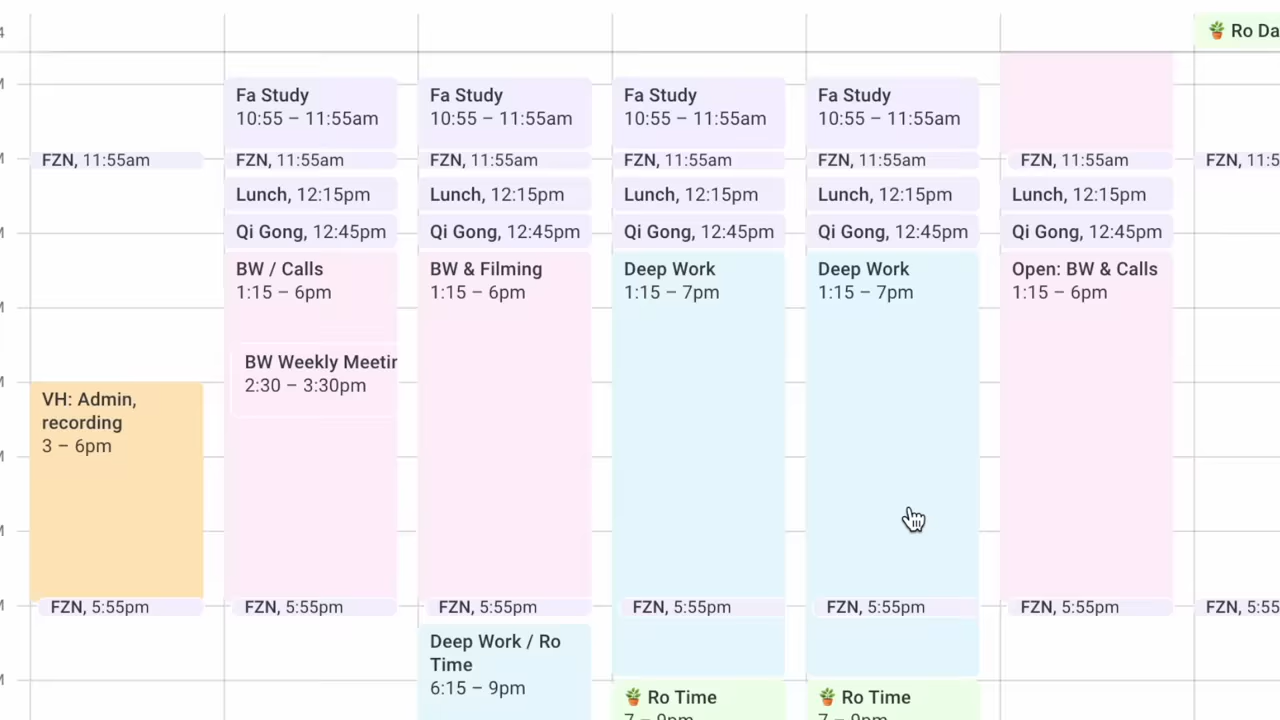 4
🪴 Ro Da
M
Fa Study
10:55 – 11:55am
Fa Study
10:55 – 11:55am
Fa Study
10:55 – 11:55am
Fa Study
10:55 – 11:55am
M
FZN, 11:55am
FZN, 11:55am
FZN, 11:55am
FZN, 11:55am
FZN, 11:55am
FZN, 11:55am
FZN, 11:5
Lunch, 12:15pm
Lunch, 12:15pm
Lunch, 12:15pm
Lunch, 12:15pm
Lunch, 12:15pm
M
Qi Gong, 12:45pm
Qi Gong, 12:45pm
Qi Gong, 12:45pm
Qi Gong, 12:45pm
Qi Gong, 12:45pm
BW / Calls
1:15 – 6pm
BW & Filming
1:15 – 6pm
Deep Work
1:15 – 7pm
Deep Work
1:15 – 7pm
Open: BW & Calls
1:15 – 6pm
M
BW Weekly Meetin
2:30 – 3:30pm
M
VH: Admin,
recording
3 – 6pm
M
M
M
FZN, 5:55pm
FZN, 5:55pm
FZN, 5:55pm
FZN, 5:55pm
FZN, 5:55pm
FZN, 5:55pm
FZN, 5:55
Deep Work / Ro
Time
6:15 – 9pm
M
🪴 Ro Time
7 – 9pm
🪴 Ro Time
7 – 9pm